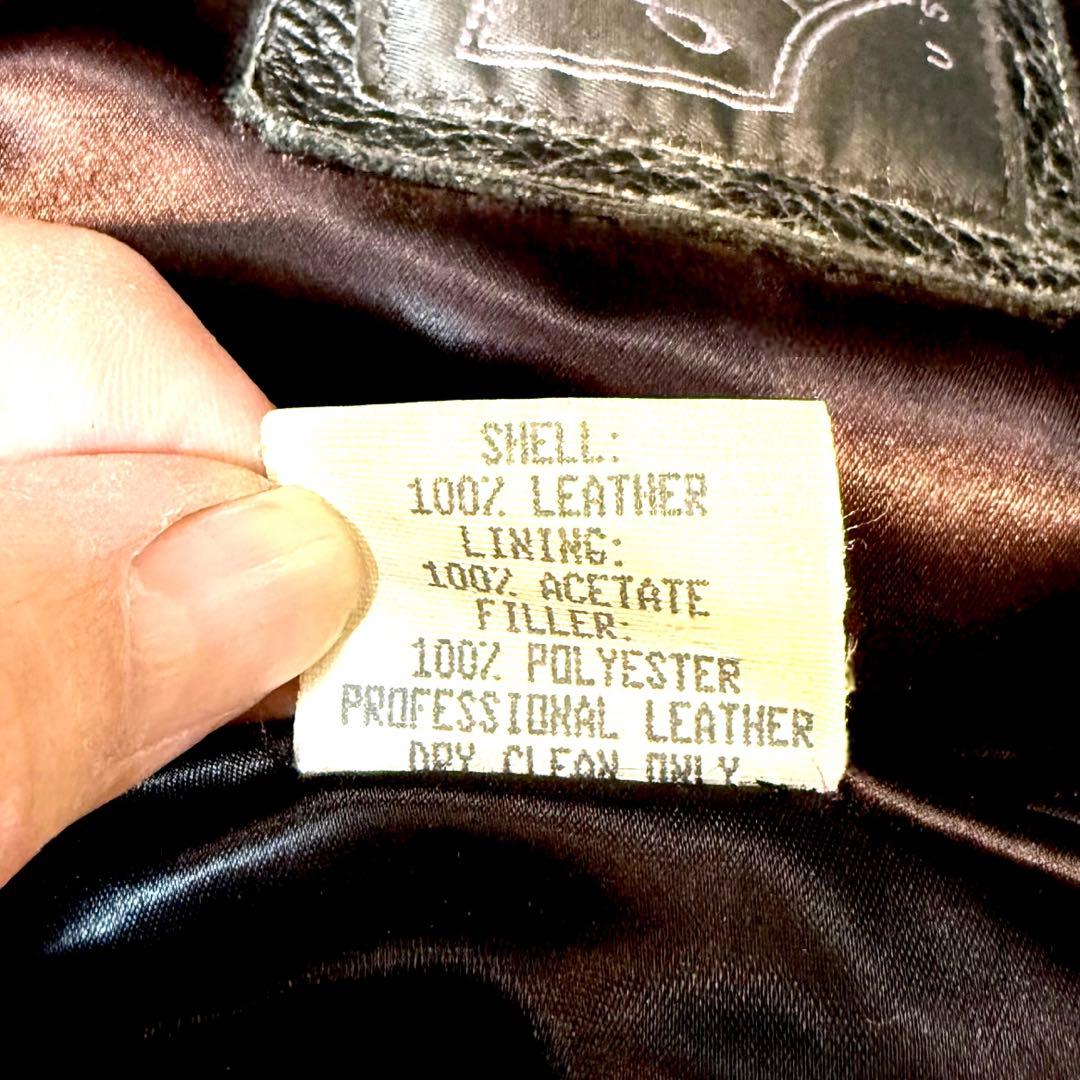 SHELL:
100% LEATHER
LINING:
100% ACETATE
FILLER:
100% POLYESTER
PROFESSIONAL LEATHER
DRY CLEAN ONLY